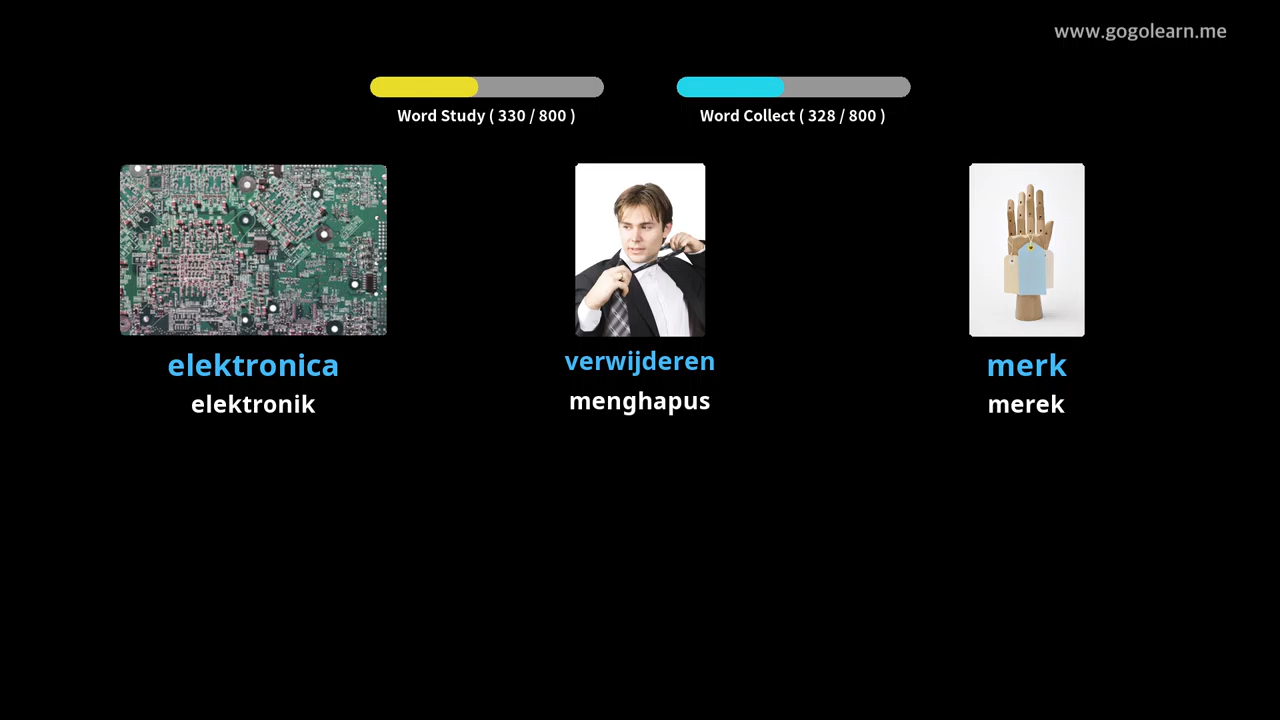 www.gogolearn.me
Word Study ( 330 / 800 )
Word Collect ( 328 / 800 )
elektronica
elektronik
verwijderen
menghapus
merk
merek